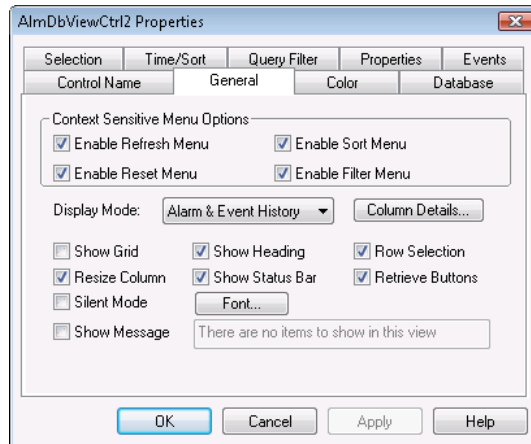 AlmDbViewCtrl2 Properties
Selection Time/Sort Query Filter Properties Events
Control Name General Color Database
Context Sensitive Menu Options
Enable Refresh Menu Enable Sort Menu
Enable Reset Menu Enable Filter Menu
Display Mode: Alarm & Event History Column Details...
Show Grid Show Heading Row Selection
Resize Column Show Status Bar Retrieve Buttons
Silent Mode Font...
Show Message There are no items to show in this view
OK Cancel Apply Help